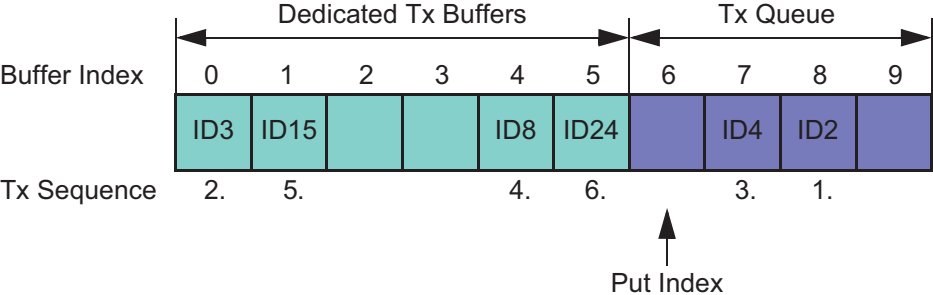 Dedicated Tx Buffers Tx Queue
Buffer Index 0 1 2 3 4 5 6 7 8 9
ID3 ID15 ID8 ID24 ID4 ID2
Tx Sequence 2. 5. 4. 6. 3. 1.
Put Index